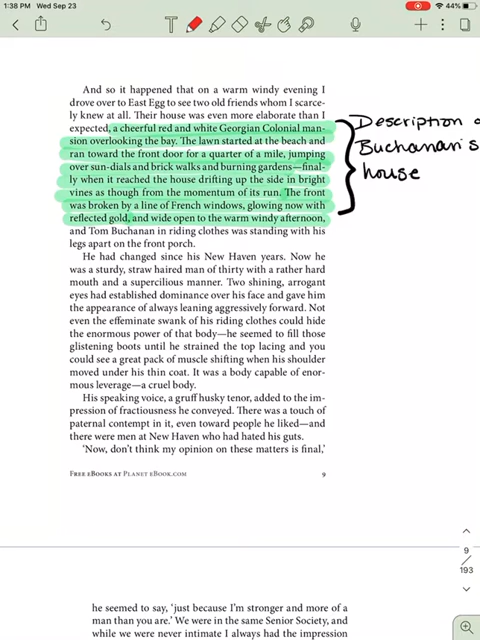 1:38 PM Wed Sep 23
44%
And so it happened that on a warm windy evening I
drove over to East Egg to see two old friends whom I scarce-
ly knew at all. Their house was even more elaborate than I
expected, a cheerful red and white Georgian Colonial man-
sion overlooking the bay. The lawn started at the beach and
ran toward the front door for a quarter of a mile, jumping
over sun-dials and brick walks and burning gardens—final-
ly when it reached the house drifting up the side in bright
vines as though from the momentum of its run. The front
was broken by a line of French windows, glowing now with
reflected gold, and wide open to the warm windy afternoon,
and Tom Buchanan in riding clothes was standing with his
legs apart on the front porch.
Description o
Buchanan's
house
He had changed since his New Haven years. Now he
was a sturdy, straw haired man of thirty with a rather hard
mouth and a supercilious manner. Two shining, arrogant
eyes had established dominance over his face and gave him
the appearance of always leaning aggressively forward. Not
even the effeminate swank of his riding clothes could hide
the enormous power of that body—he seemed to fill those
glistening boots until he strained the top lacing and you
could see a great pack of muscle shifting when his shoulder
moved under his thin coat. It was a body capable of enor-
mous leverage—a cruel body.
His speaking voice, a gruff husky tenor, added to the im-
pression of fractiousness he conveyed. There was a touch of
paternal contempt in it, even toward people he liked—and
there were men at New Haven who had hated his guts.
'Now, don't think my opinion on these matters is final,'
Free eBooks at Planet eBook.com
9
9
193
he seemed to say, 'just because I'm stronger and more of a
man than you are.' We were in the same Senior Society, and
while we were never intimate I always had the impression